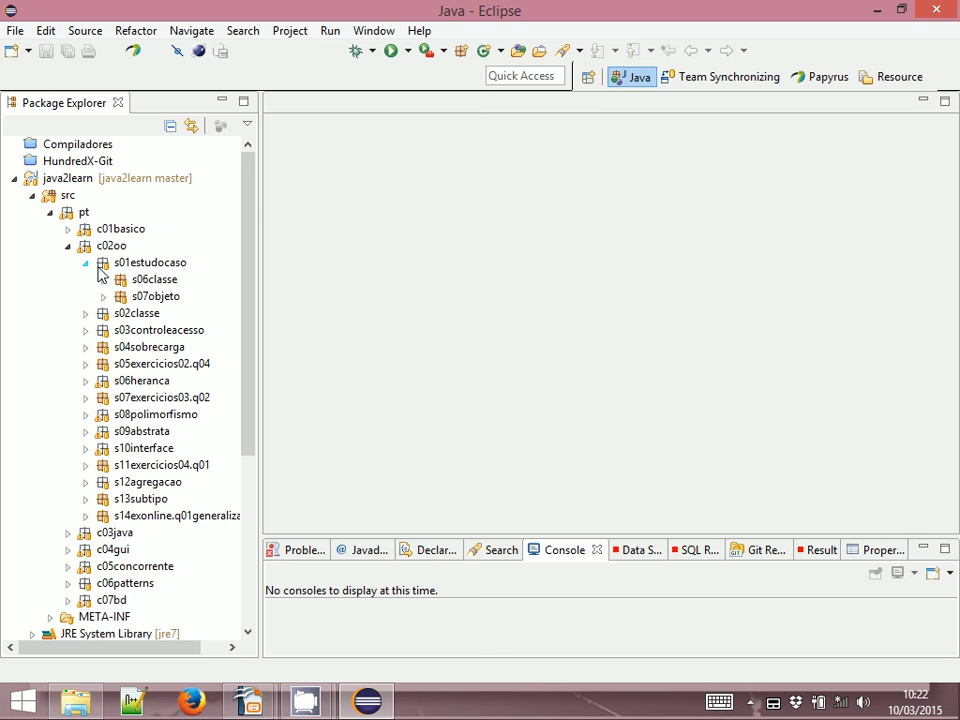 Java - Eclipse
File Edit Source Refactor Navigate Search Project Run Window Help
Quick Access Java Team Synchronizing Papyrus Resource
Package Explorer
Compiladores
HundredX-Git
java2learn [java2learn master]
src
pt
c01basico
c02oo
s01estudocaso
s06classe
s07objeto
s02classe
s03controleacesso
s04sobrecarga
s05exercicios02.q04
s06heranca
s07exercicios03.q02
s08polimorfismo
s09abstrata
s10interface
s11exercicios04.q01
s12agregacao
s13subtipo
s14exonline.q01generaliza
c03java
c04gui
c05concorrente
c06patterns
c07bd
META-INF
JRE System Library [jre7]
Proble... @ Javad... Declar... Search Console Data S... SQL R... Git Re... Result Proper...
No consoles to display at this time.
10:22
10/03/2015